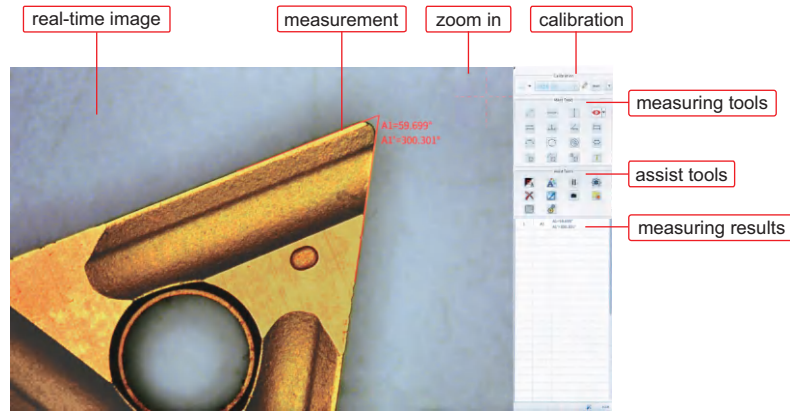 real-time image
measurement
zoom in
calibration
A1=59.699°
A1'=300.301°
measuring tools
assist tools
measuring results